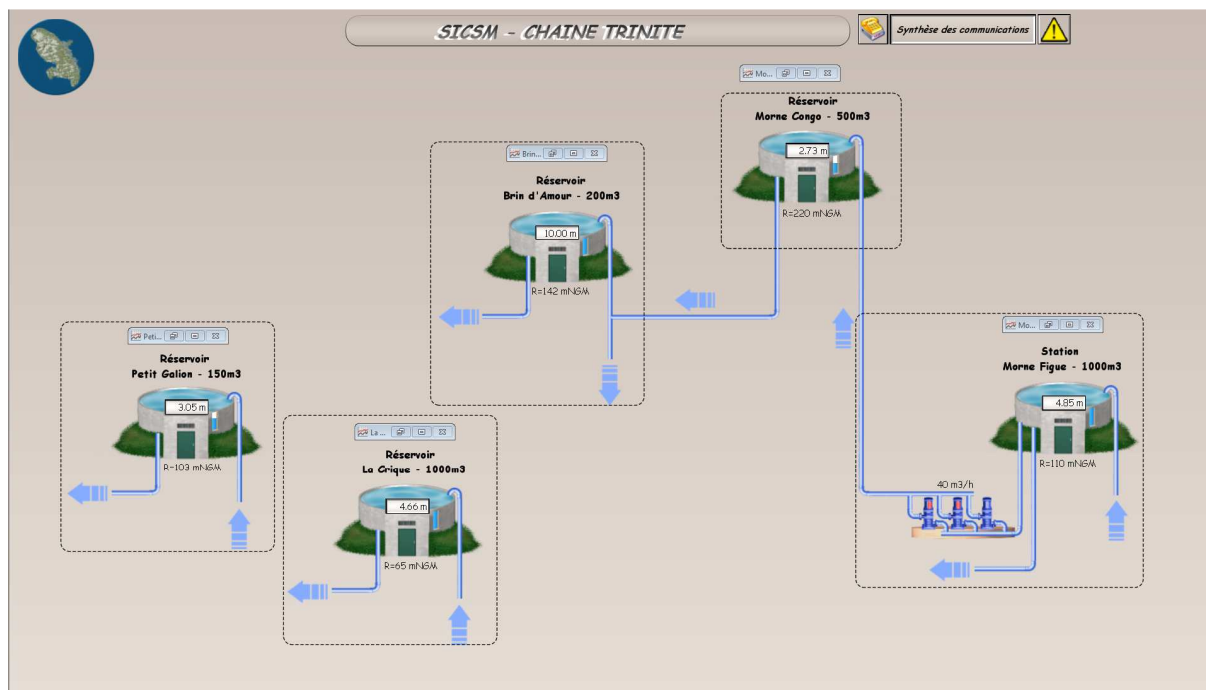 SICSM - CHAINE TRINITE
Synthèse des communications
Mo...
Réservoir
Morne Congo - 500m3
2.73 m
R=220 mNGM
Brin...
Réservoir
Brin d'Amour - 200m3
10.00 m
R=142 mNGM
Mo...
Station
Morne Figue - 1000m3
4.85 m
R=110 mNGM
40 m3/h
Peti...
Réservoir
Petit Galion - 150m3
3.05 m
R=103 mNGM
La ...
Réservoir
La Crique - 1000m3
4.66 m
R=65 mNGM